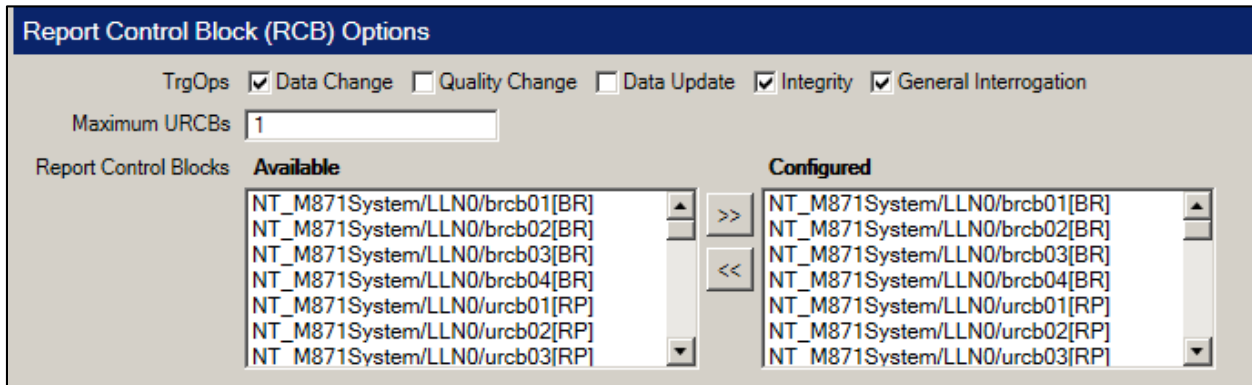 Report Control Block (RCB) Options
TrgOps Data Change Quality Change Data Update Integrity General Interrogation
Maximum URCBs 1
Report Control Blocks Available Configured
NT_M871System/LLN0/brcb01[BR] >> NT_M871System/LLN0/brcb01[BR]
NT_M871System/LLN0/brcb02[BR] NT_M871System/LLN0/brcb02[BR]
NT_M871System/LLN0/brcb03[BR] << NT_M871System/LLN0/brcb03[BR]
NT_M871System/LLN0/brcb04[BR] NT_M871System/LLN0/brcb04[BR]
NT_M871System/LLN0/urcb01[RP] NT_M871System/LLN0/urcb01[RP]
NT_M871System/LLN0/urcb02[RP] NT_M871System/LLN0/urcb02[RP]
NT_M871System/LLN0/urcb03[RP] NT_M871System/LLN0/urcb03[RP]